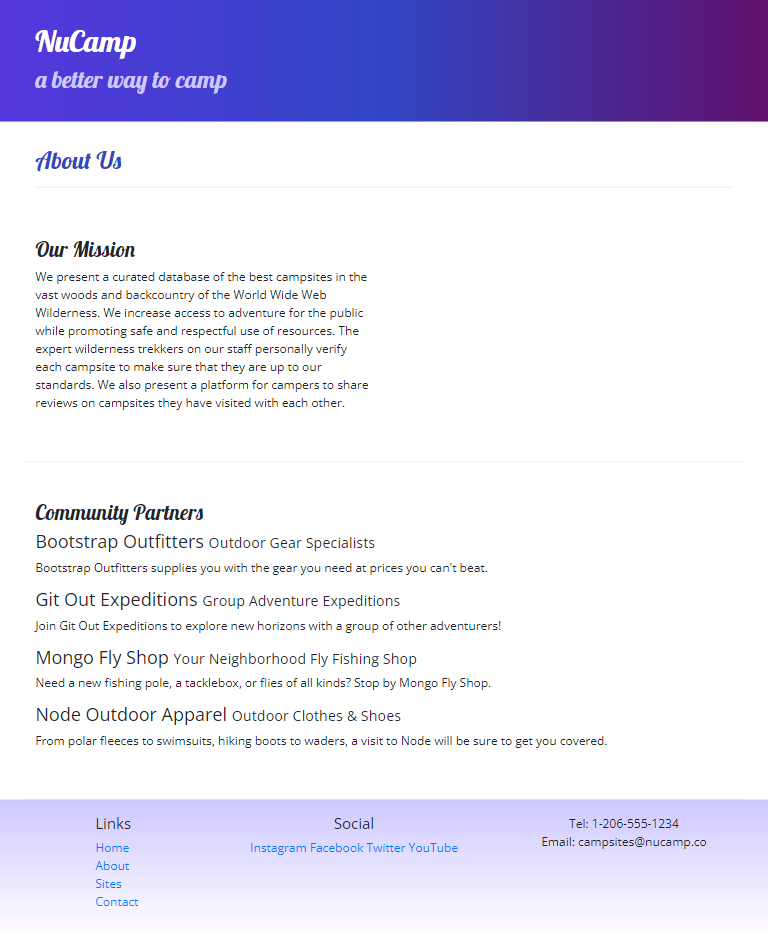 NuCamp
a better way to camp
About Us
Our Mission
We present a curated database of the best campsites in the
vast woods and backcountry of the World Wide Web
Wilderness. We increase access to adventure for the public
while promoting safe and respectful use of resources. The
expert wilderness trekkers on our staff personally verify
each campsite to make sure that they are up to our
standards. We also present a platform for campers to share
reviews on campsites they have visited with each other.
Community Partners
Bootstrap Outfitters Outdoor Gear Specialists
Bootstrap Outfitters supplies you with the gear you need at prices you can't beat.
Git Out Expeditions Group Adventure Expeditions
Join Git Out Expeditions to explore new horizons with a group of other adventurers!
Mongo Fly Shop Your Neighborhood Fly Fishing Shop
Need a new fishing pole, a tacklebox, or flies of all kinds? Stop by Mongo Fly Shop.
Node Outdoor Apparel Outdoor Clothes & Shoes
From polar fleeces to swimsuits, hiking boots to waders, a visit to Node will be sure to get you covered.
Links
Home
About
Sites
Contact
Social
Instagram Facebook Twitter YouTube
Tel: 1-206-555-1234
Email: campsites@nucamp.co